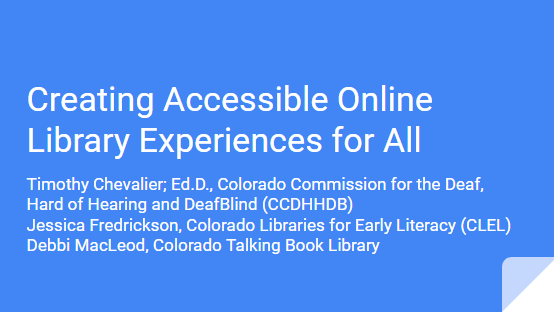 Creating Accessible Online
Library Experiences for All
Timothy Chevalier; Ed.D., Colorado Commission for the Deaf,
Hard of Hearing and DeafBlind (CCDHHDB)
Jessica Fredrickson, Colorado Libraries for Early Literacy (CLEL)
Debbi MacLeod, Colorado Talking Book Library